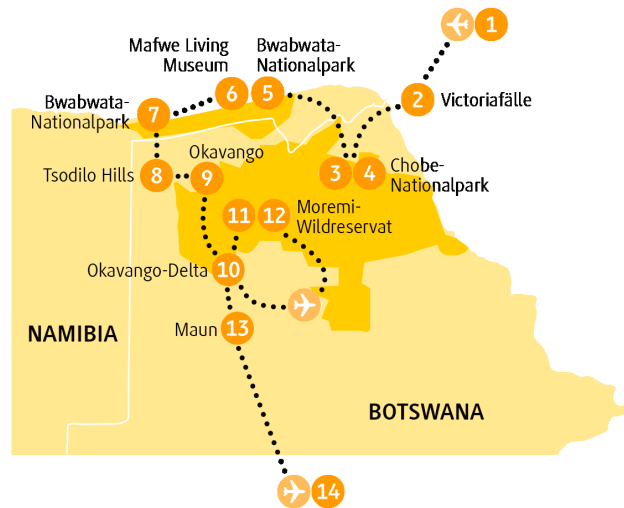 1
Mafwe Living
Museum
Bwabwata-
Nationalpark
6
5
2
Victoriafälle
Bwabwata-
Nationalpark
7
Okavango
Tsodilo Hills
8
9
3
4
Chobe-
Nationalpark
11
12
Moremi-
Wildreservat
Okavango-Delta
10
NAMIBIA
Maun
13
BOTSWANA
14